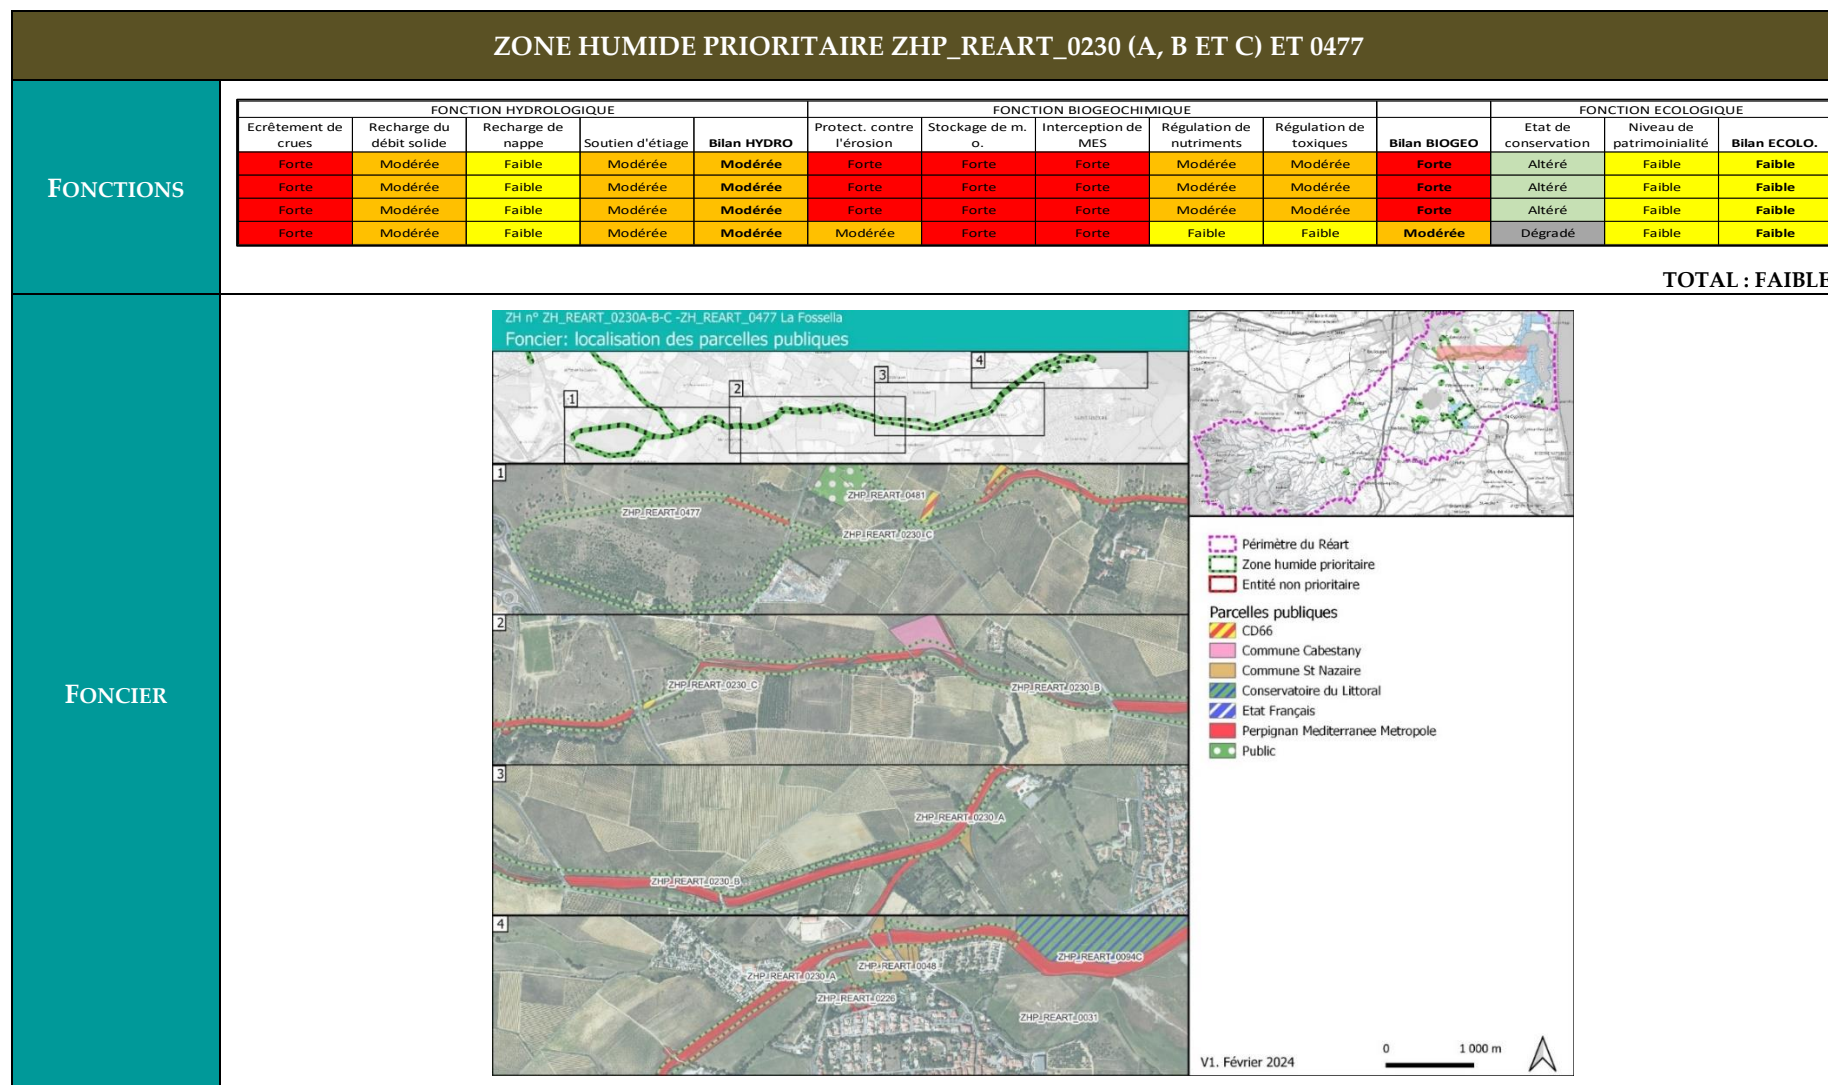 ZONE HUMIDE PRIORITAIRE ZHP_REART_0230 (A, B ET C) ET 0477
FONCTIONS
FONCTION HYDROLOGIQUE FONCTION BIOGEOCHIMIQUE FONCTION ECOLOGIQUE
Ecrêtement de crues Recharge du débit solide Recharge de nappe Soutien d'étiage Bilan HYDRO Protect. contre l'érosion Stockage de m. o. Interception de MES Régulation de nutriments Régulation de toxiques Bilan BIOGEO Etat de conservation Niveau de patrimoinialité Bilan ECOLO.
Forte Modérée Faible Modérée Modérée Forte Forte Forte Modérée Modérée Forte Altéré Faible Faible
Forte Modérée Faible Modérée Modérée Forte Forte Forte Modérée Modérée Forte Altéré Faible Faible
Forte Modérée Faible Modérée Modérée Forte Forte Forte Modérée Modérée Forte Altéré Faible Faible
Forte Modérée Faible Modérée Modérée Modérée Forte Forte Faible Faible Modérée Dégradé Faible Faible
TOTAL : FAIBLE
FONCIER
ZH n° ZH_REART_0230A-B-C -ZH_REART_0477 La Fossella
Foncier: localisation des parcelles publiques
1
2
3
4
1
ZHP_REART_0477
ZHP_REART_0481
ZHP_REART_0230_C
2
ZHP_REART_0230_C
ZHP_REART_0230_B
3
ZHP_REART_0230_A
ZHP_REART_0230_B
4
ZHP_REART_0230_A
ZHP_REART_0048
ZHP_REART_0094C
ZHP_REART_0226
ZHP_REART_0031
Périmètre du Réart
Zone humide prioritaire
Entité non prioritaire
Parcelles publiques
CD66
Commune Cabestany
Commune St Nazaire
Conservatoire du Littoral
Etat Français
Perpignan Mediterranee Metropole
Public
V1. Février 2024
0 1 000 m